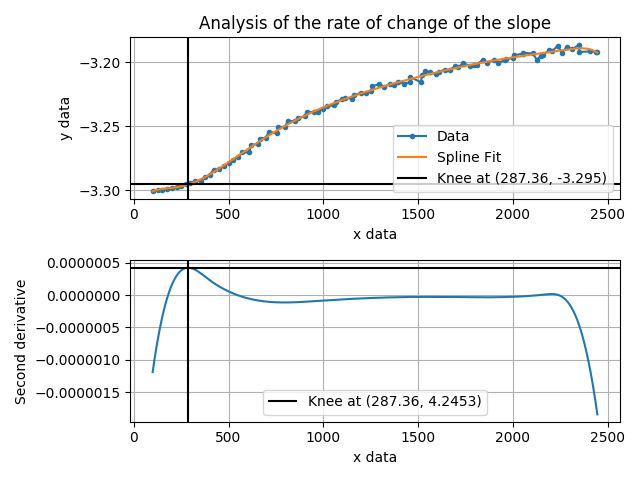 Analysis of the rate of change of the slope
y data
−3.20
−3.25
−3.30
Data
Spline Fit
Knee at (287.36, -3.295)
0 500 1000 1500 2000 2500
x data
Second derivative
0.0000005
0.0000000
−0.0000005
−0.0000010
−0.0000015
Knee at (287.36, 4.2453)
0 500 1000 1500 2000 2500
x data